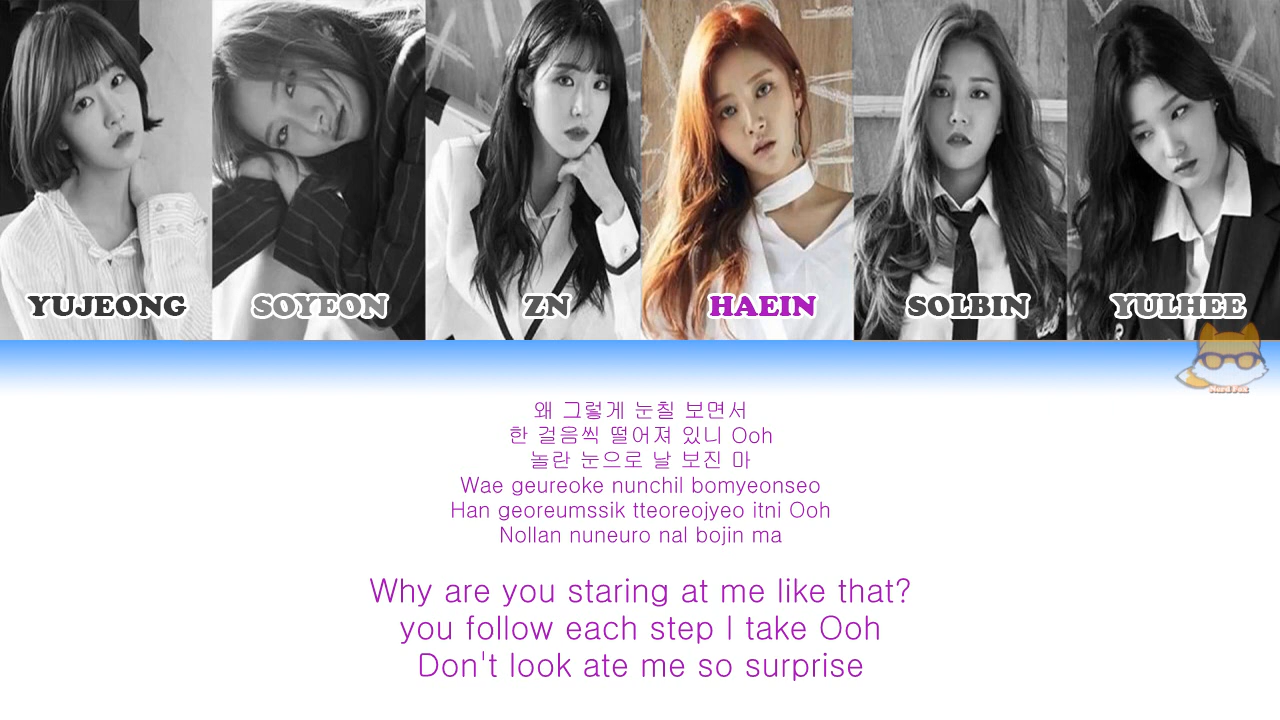 YUJEONG
SOYEON
ZN
HAEIN
SOLBIN
YULHEE
Nerd Fox
왜 그렇게 눈칠 보면서
한 걸음씩 떨어져 있니 Ooh
놀란 눈으로 날 보진 마
Wae geureoke nunchil bomyeonseo
Han georeumssik tteoreojyeo itni Ooh
Nollan nuneuro nal bojin ma
Why are you staring at me like that?
you follow each step I take Ooh
Don't look ate me so surprise